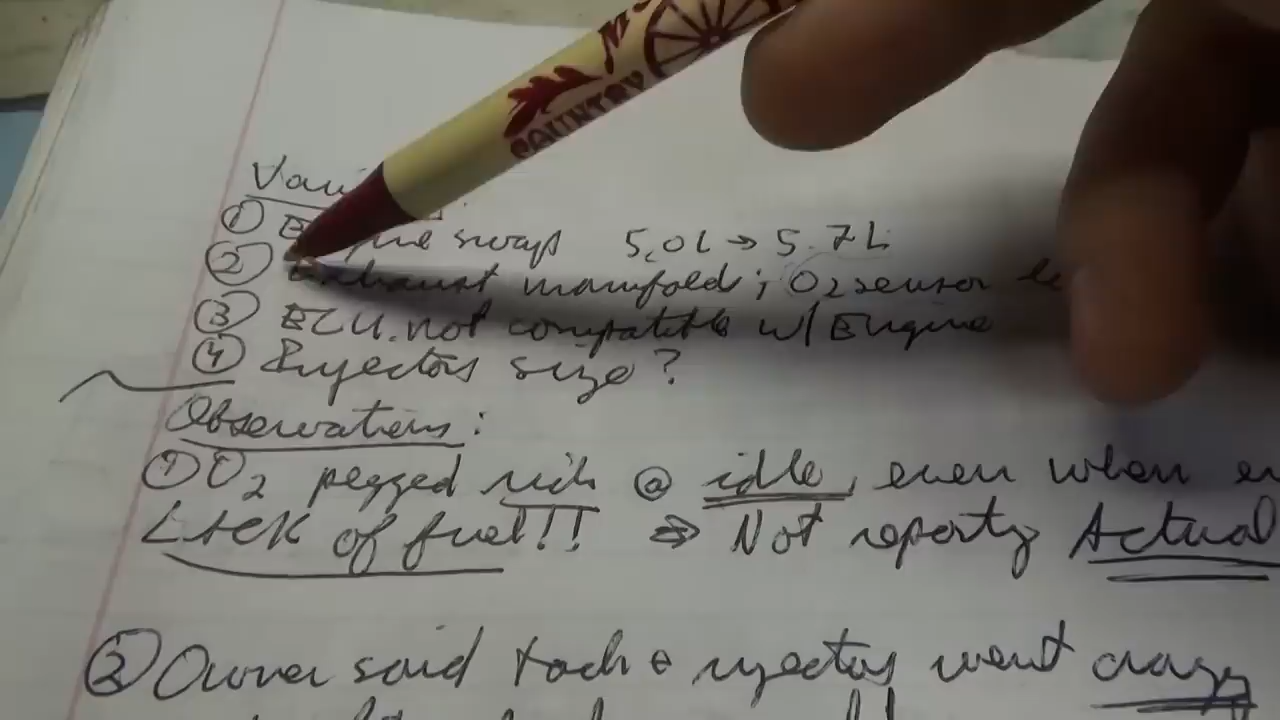 COUNTRY
① Engine swap 5.0L → 5.7L
② Exhaust manifold; O2 sensor
③ ECU not compatible w/ Engine
④ Injectors size?
Observations:
① O2 pegged rich @ idle, even when
LACK of fuel!! ⇒ Not reporting Actual
② Owner said tach & injectors went crazy